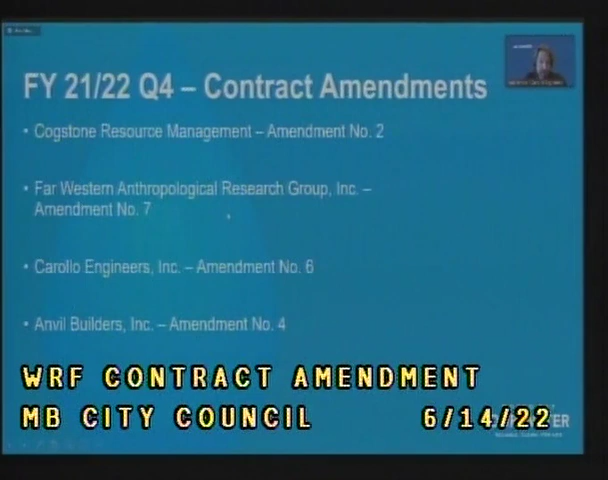 FY 21/22 Q4 – Contract Amendments
• Cogstone Resource Management – Amendment No. 2
• Far Western Anthropological Research Group, Inc. –
Amendment No. 7
• Carollo Engineers, Inc. – Amendment No. 6
• Anvil Builders, Inc. – Amendment No. 4
WRF CONTRACT AMENDMENT
MB CITY COUNCIL 6/14/22